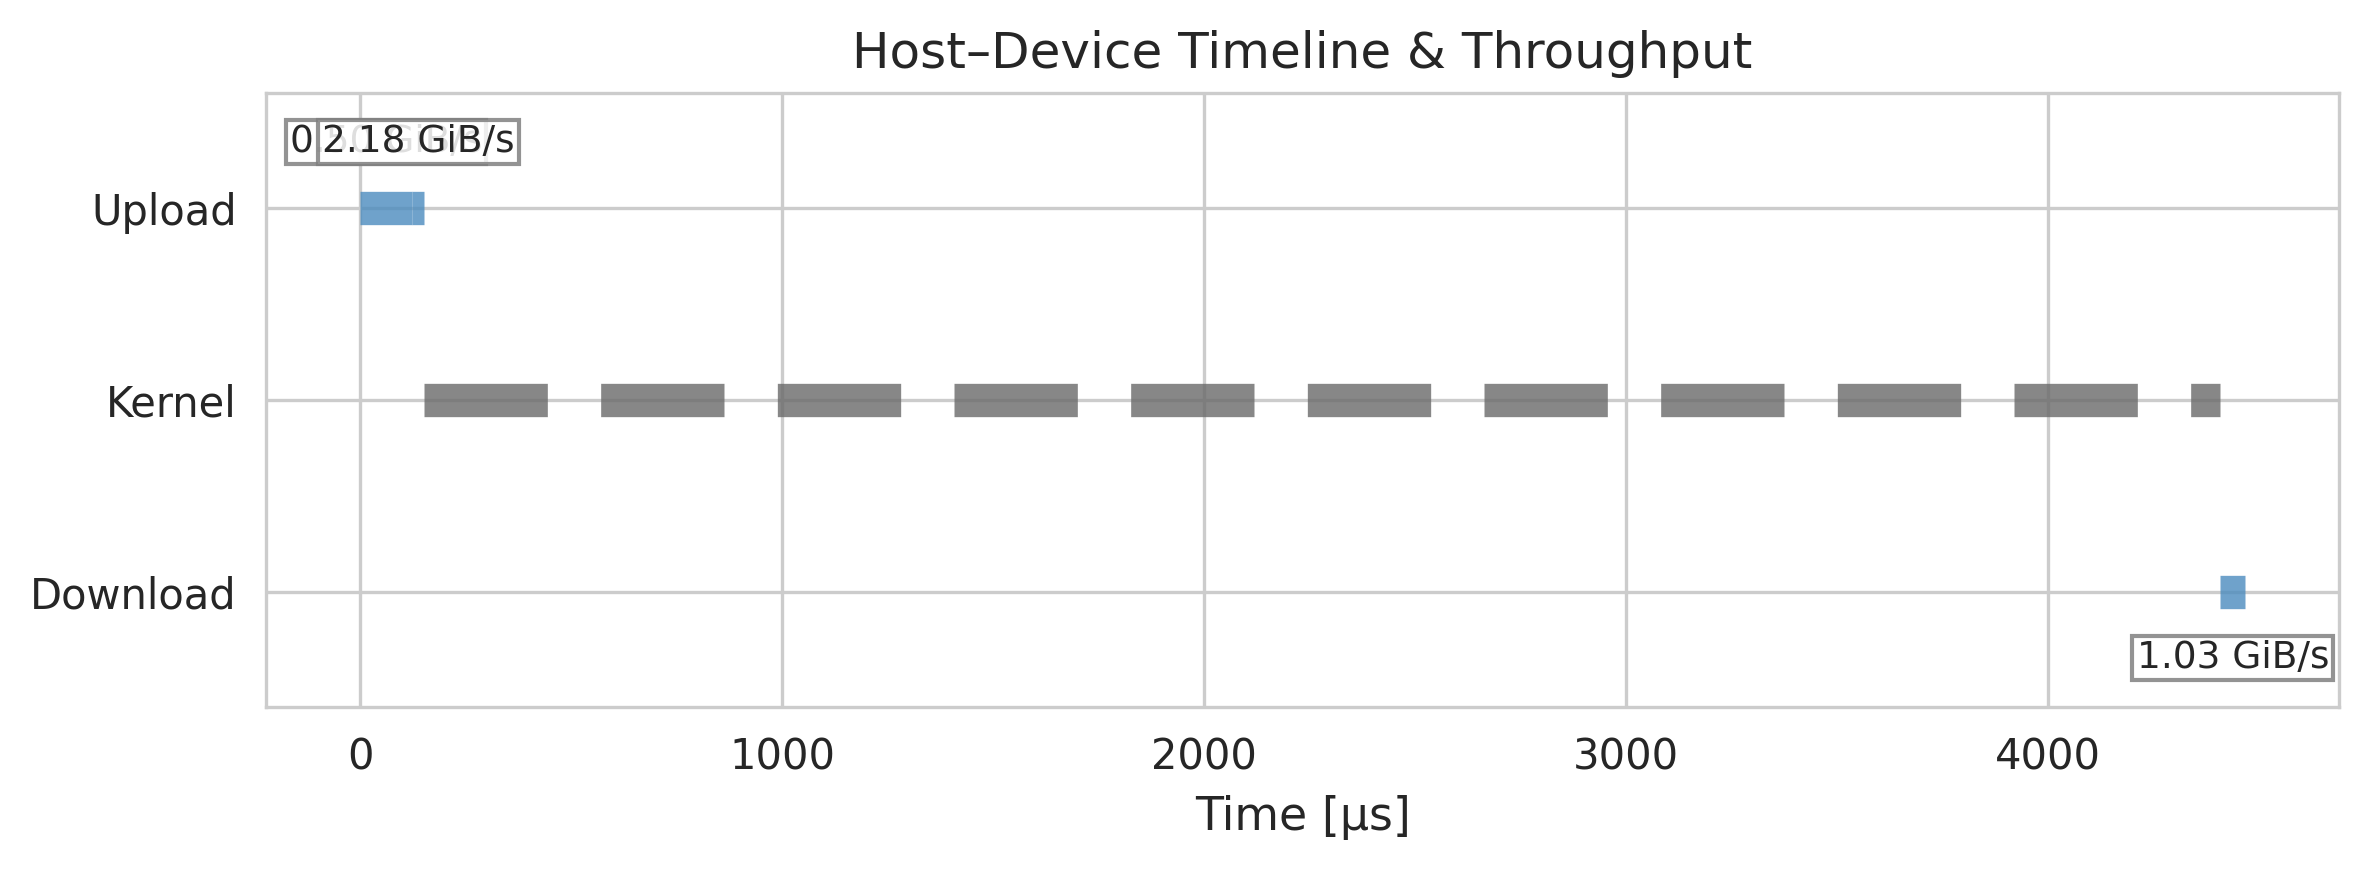 Host–Device Timeline & Throughput
0 2.18 GiB/s
Upload
Kernel
Download
1.03 GiB/s
0 1000 2000 3000 4000
Time [µs]